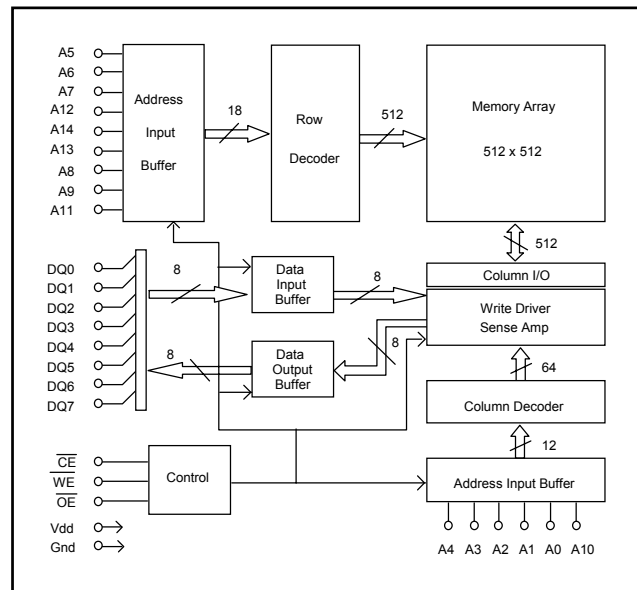 A5
A6
A7
A12
A14
A13
A8
A9
A11
Address
Input
Buffer
18
Row
Decoder
512
Memory Array
512 x 512
512
DQ0
DQ1
DQ2
DQ3
DQ4
DQ5
DQ6
DQ7
8
Data
Input
Buffer
8
Column I/O
Write Driver
Sense Amp
8
Data
Output
Buffer
8
64
Column Decoder
12
CE
WE
OE
Control
Address Input Buffer
Vdd
Gnd
A4 A3 A2 A1 A0 A10